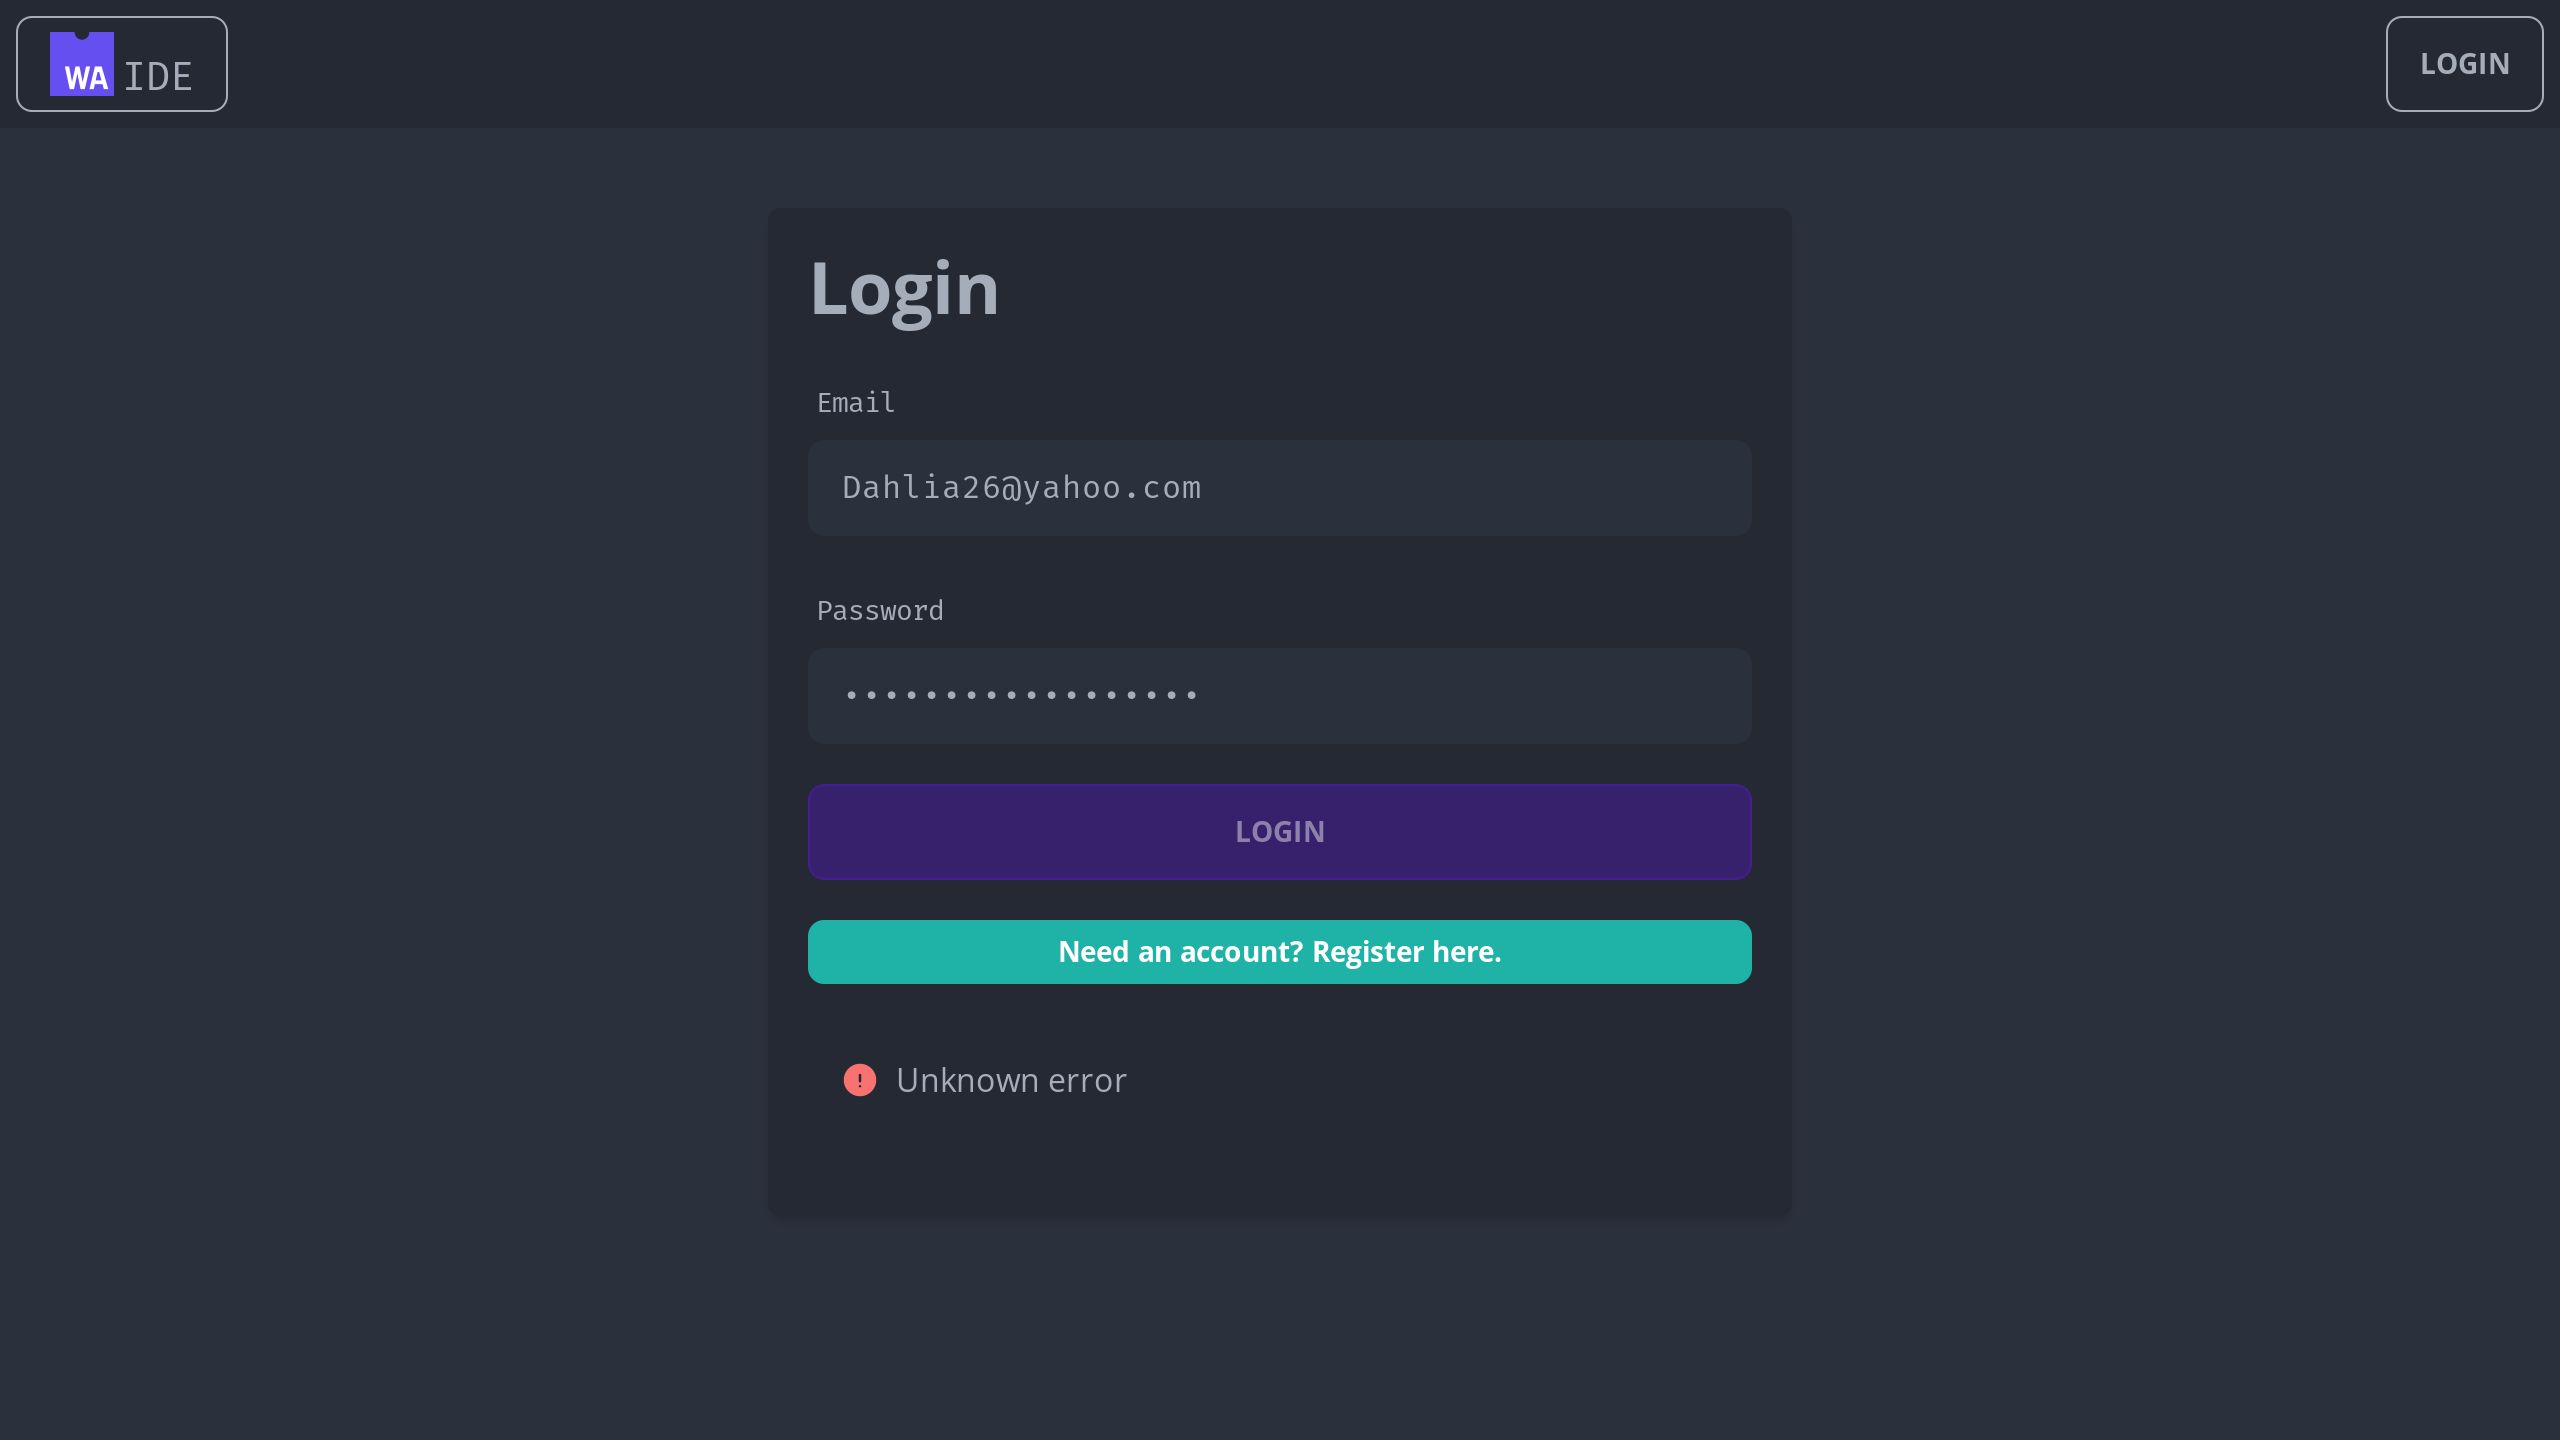 WA IDE
LOGIN
Login
Email
Dahlia26@yahoo.com
Password
••••••••••••••••••
LOGIN
Need an account? Register here.
Unknown error